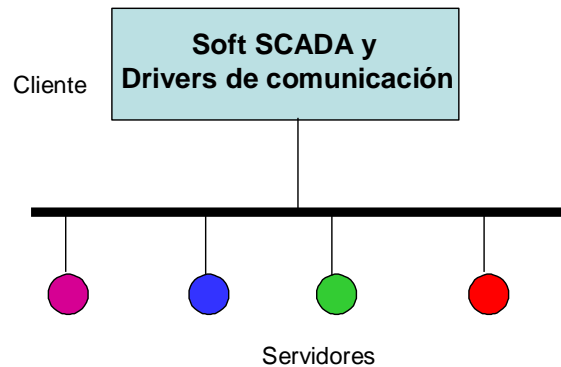 Soft SCADA y
Drivers de comunicación
Cliente
Servidores